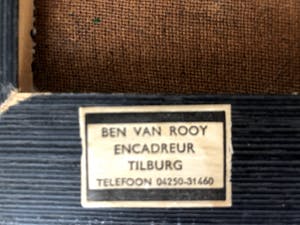 BEN VAN ROOY
ENCADREUR
TILBURG
TELEFOON 04250-31460